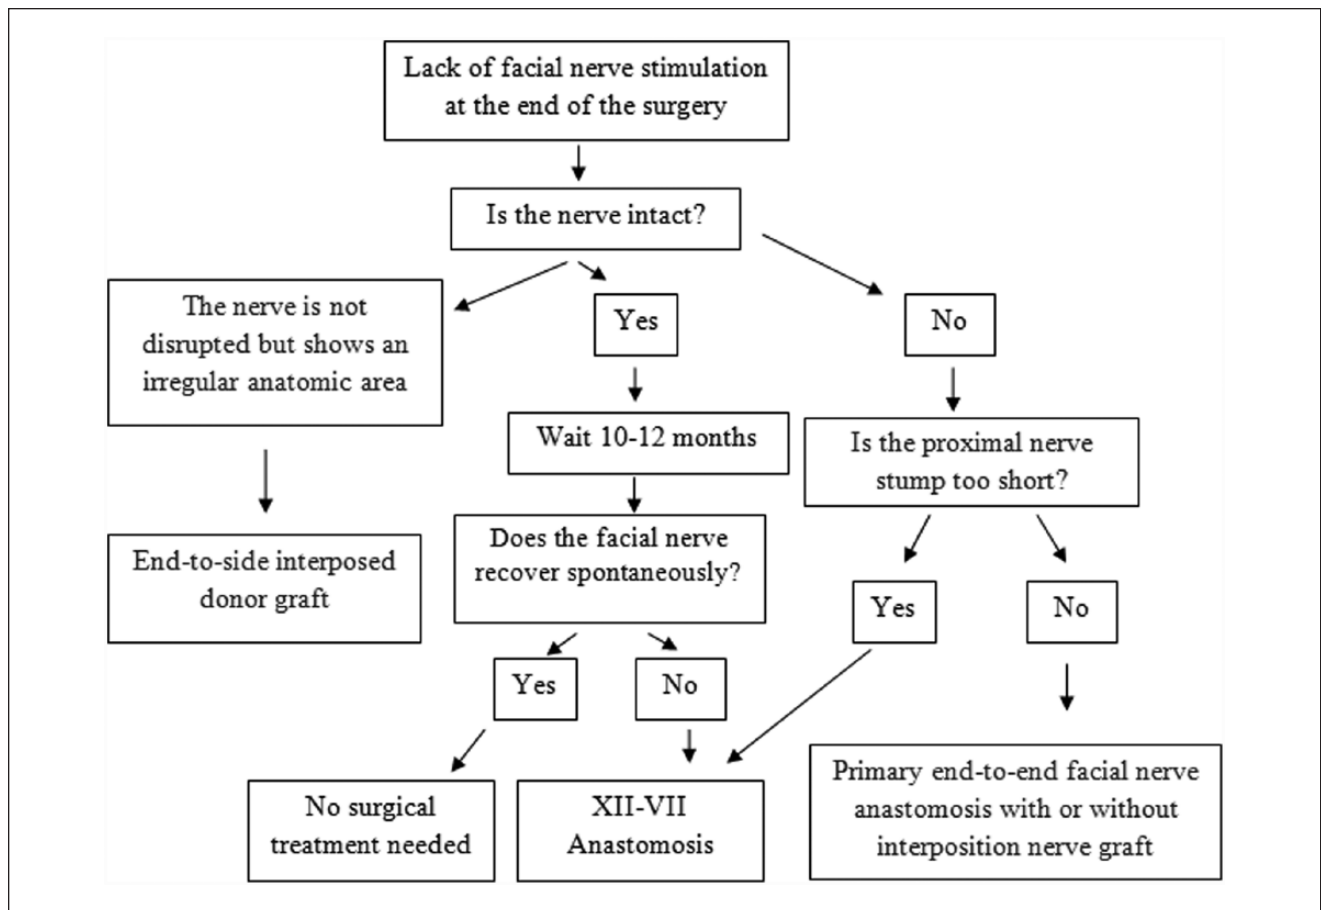 Lack of facial nerve stimulation
at the end of the surgery
Is the nerve intact?
The nerve is not
disrupted but shows an
irregular anatomic area
Yes
No
Wait 10-12 months
Is the proximal nerve
stump too short?
End-to-side interposed
donor graft
Does the facial nerve
recover spontaneously?
Yes
No
Yes
No
No surgical
treatment needed
XII-VII
Anastomosis
Primary end-to-end facial nerve
anastomosis with or without
interposition nerve graft